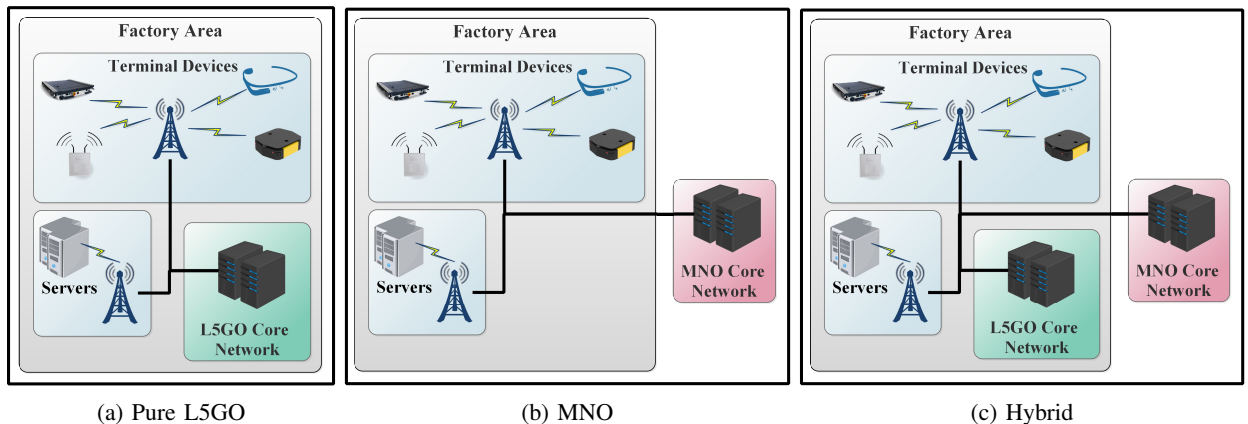 Factory Area
Terminal Devices
Servers
L5GO Core
Network
(a) Pure L5GO
Factory Area
Terminal Devices
Servers
MNO Core
Network
(b) MNO
Factory Area
Terminal Devices
Servers
L5GO Core
Network
MNO Core
Network
(c) Hybrid